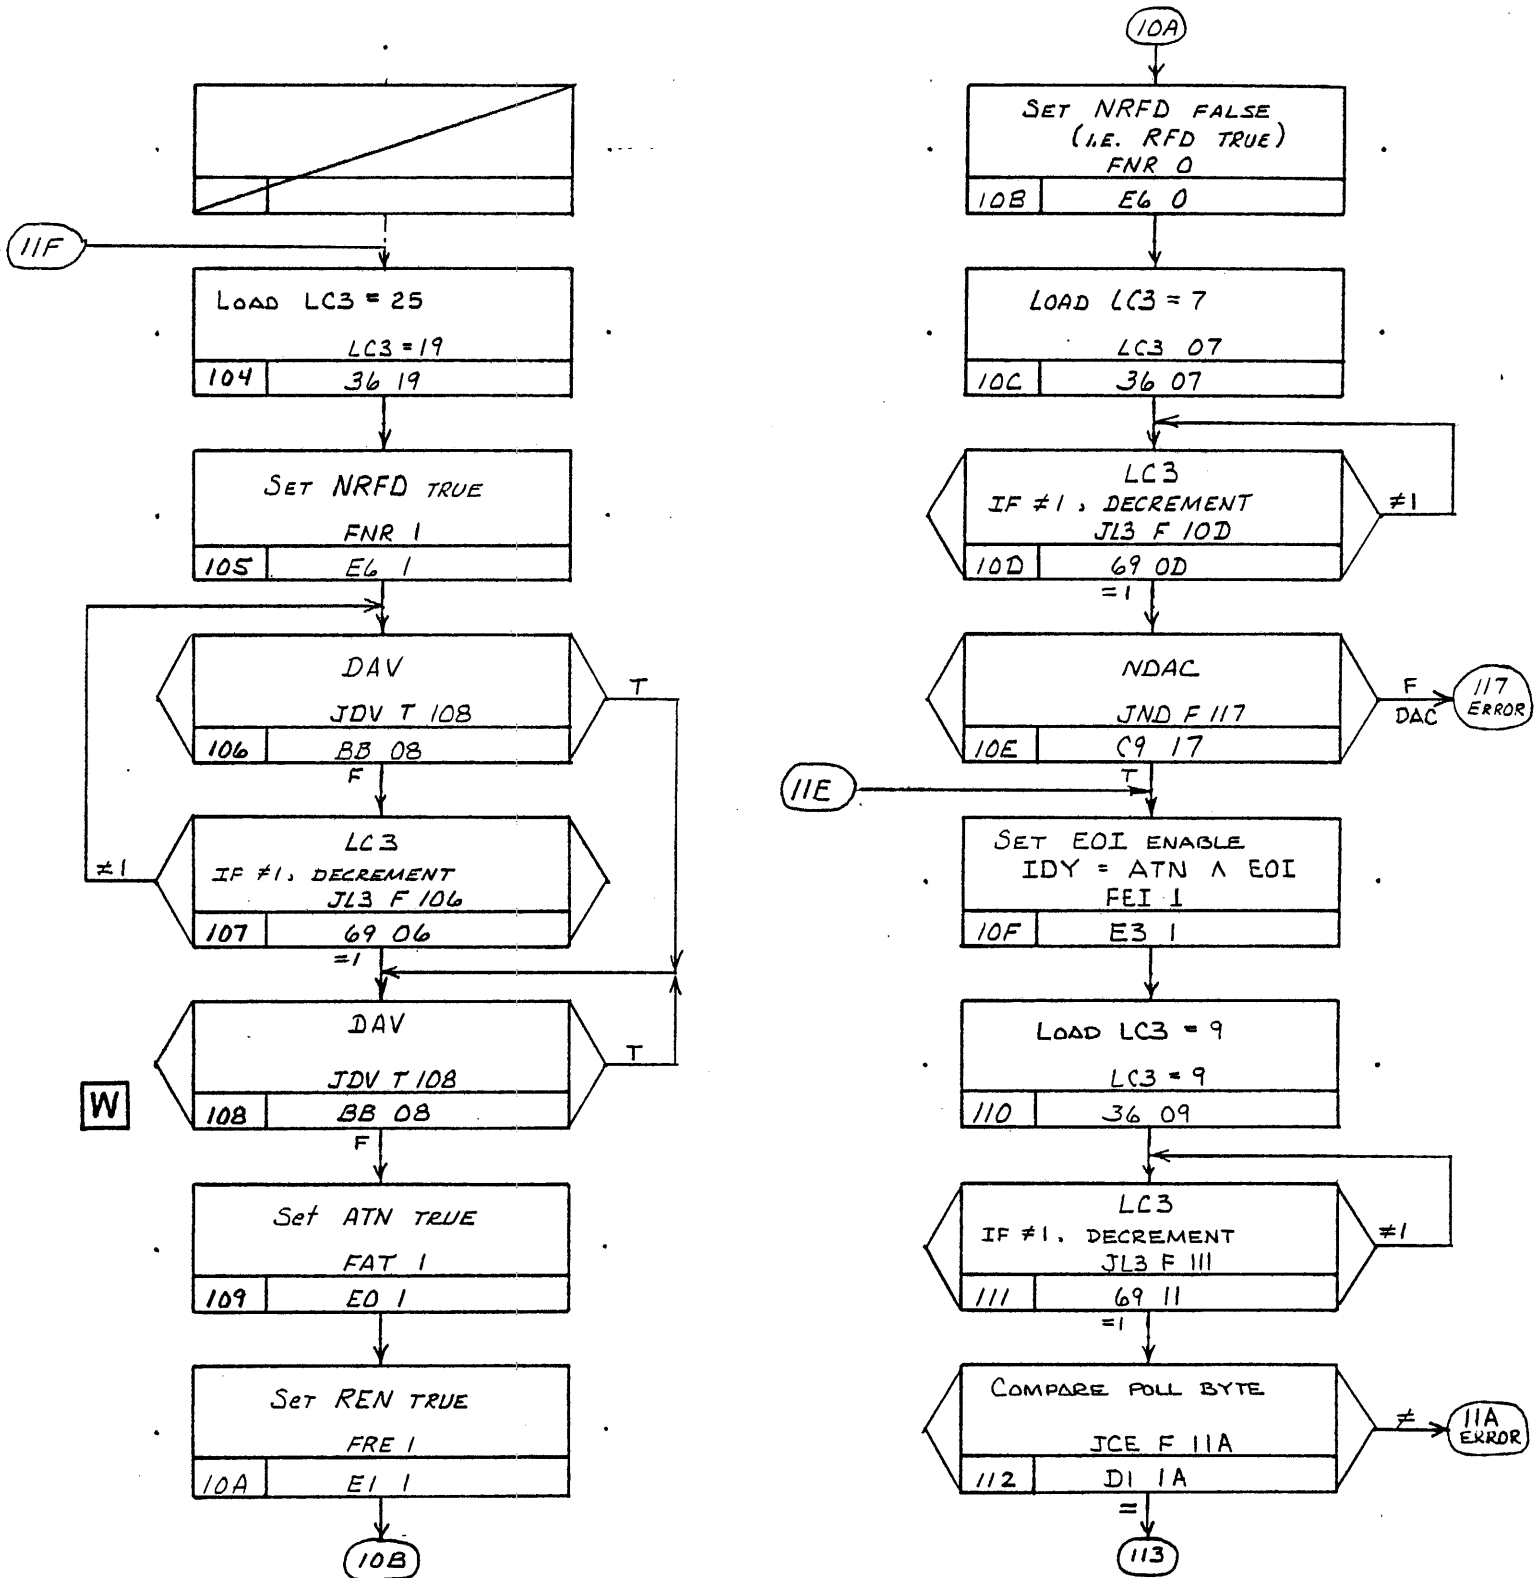 11F
LOAD LC3 = 25
LC3 = 19
104 36 19
SET NRFD TRUE
FNR 1
105 E6 1
DAV
T
JDV T 108
106 BB 08
F
LC3
≠1
IF ≠1, DECREMENT
JL3 F 106
107 69 06
=1
DAV
T
JDV T 108
W
108 BB 08
F
Set ATN TRUE
FAT 1
109 E0 1
Set REN TRUE
FRE 1
10A E1 1
10B
10A
SET NRFD FALSE
(I.E. RFD TRUE)
FNR 0
10B E6 0
LOAD LC3 = 7
LC3 07
10C 36 07
LC3
IF ≠1, DECREMENT
≠1
JL3 F 10D
10D 69 0D
=1
NDAC
F
DAC
117
ERROR
JND F 117
10E C9 17
T
11E
SET EOI ENABLE
IDY = ATN ∧ EOI
FEI 1
10F E3 1
LOAD LC3 = 9
LC3 = 9
110 36 09
LC3
IF ≠1, DECREMENT
≠1
JL3 F 111
111 69 11
=1
COMPARE POLL BYTE
≠
11A
ERROR
JCE F 11A
112 D1 1A
=
113